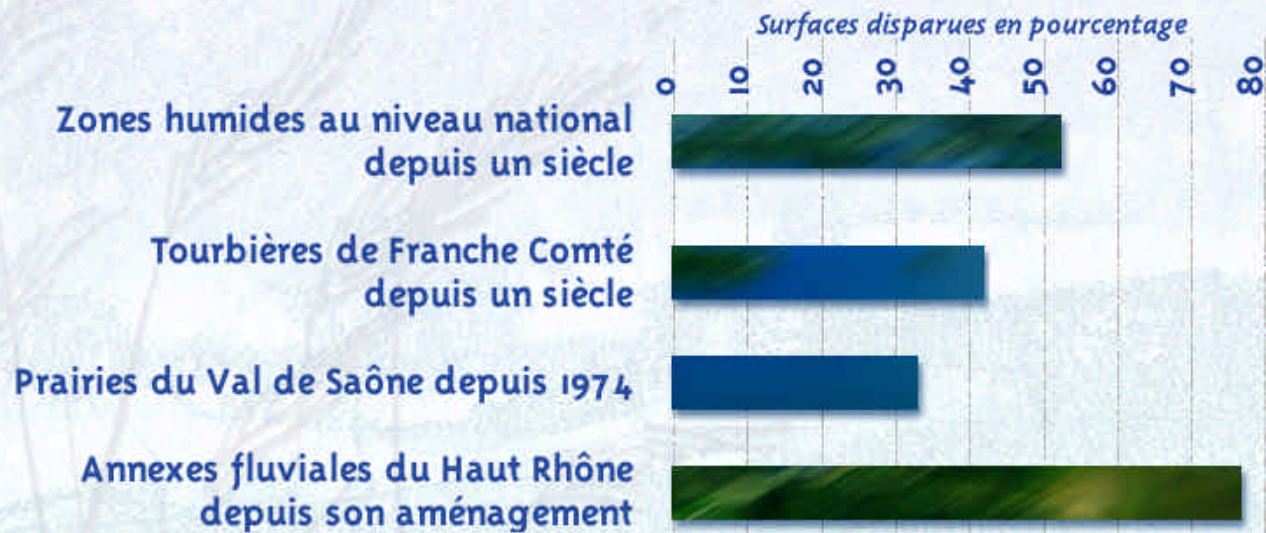 Surfaces disparues en pourcentage
0 10 20 30 40 50 60 70 80
Zones humides au niveau national
depuis un siècle
Tourbières de Franche Comté
depuis un siècle
Prairies du Val de Saône depuis 1974
Annexes fluviales du Haut Rhône
depuis son aménagement